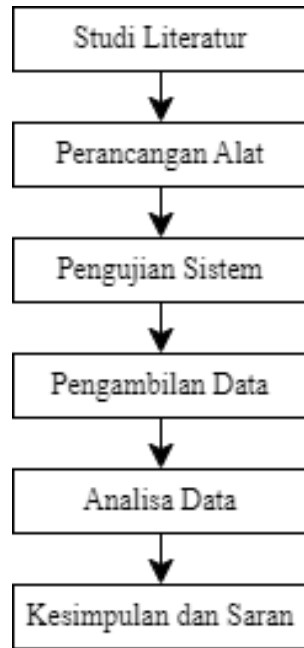 Studi Literatur
Perancangan Alat
Pengujian Sistem
Pengambilan Data
Analisa Data
Kesimpulan dan Saran